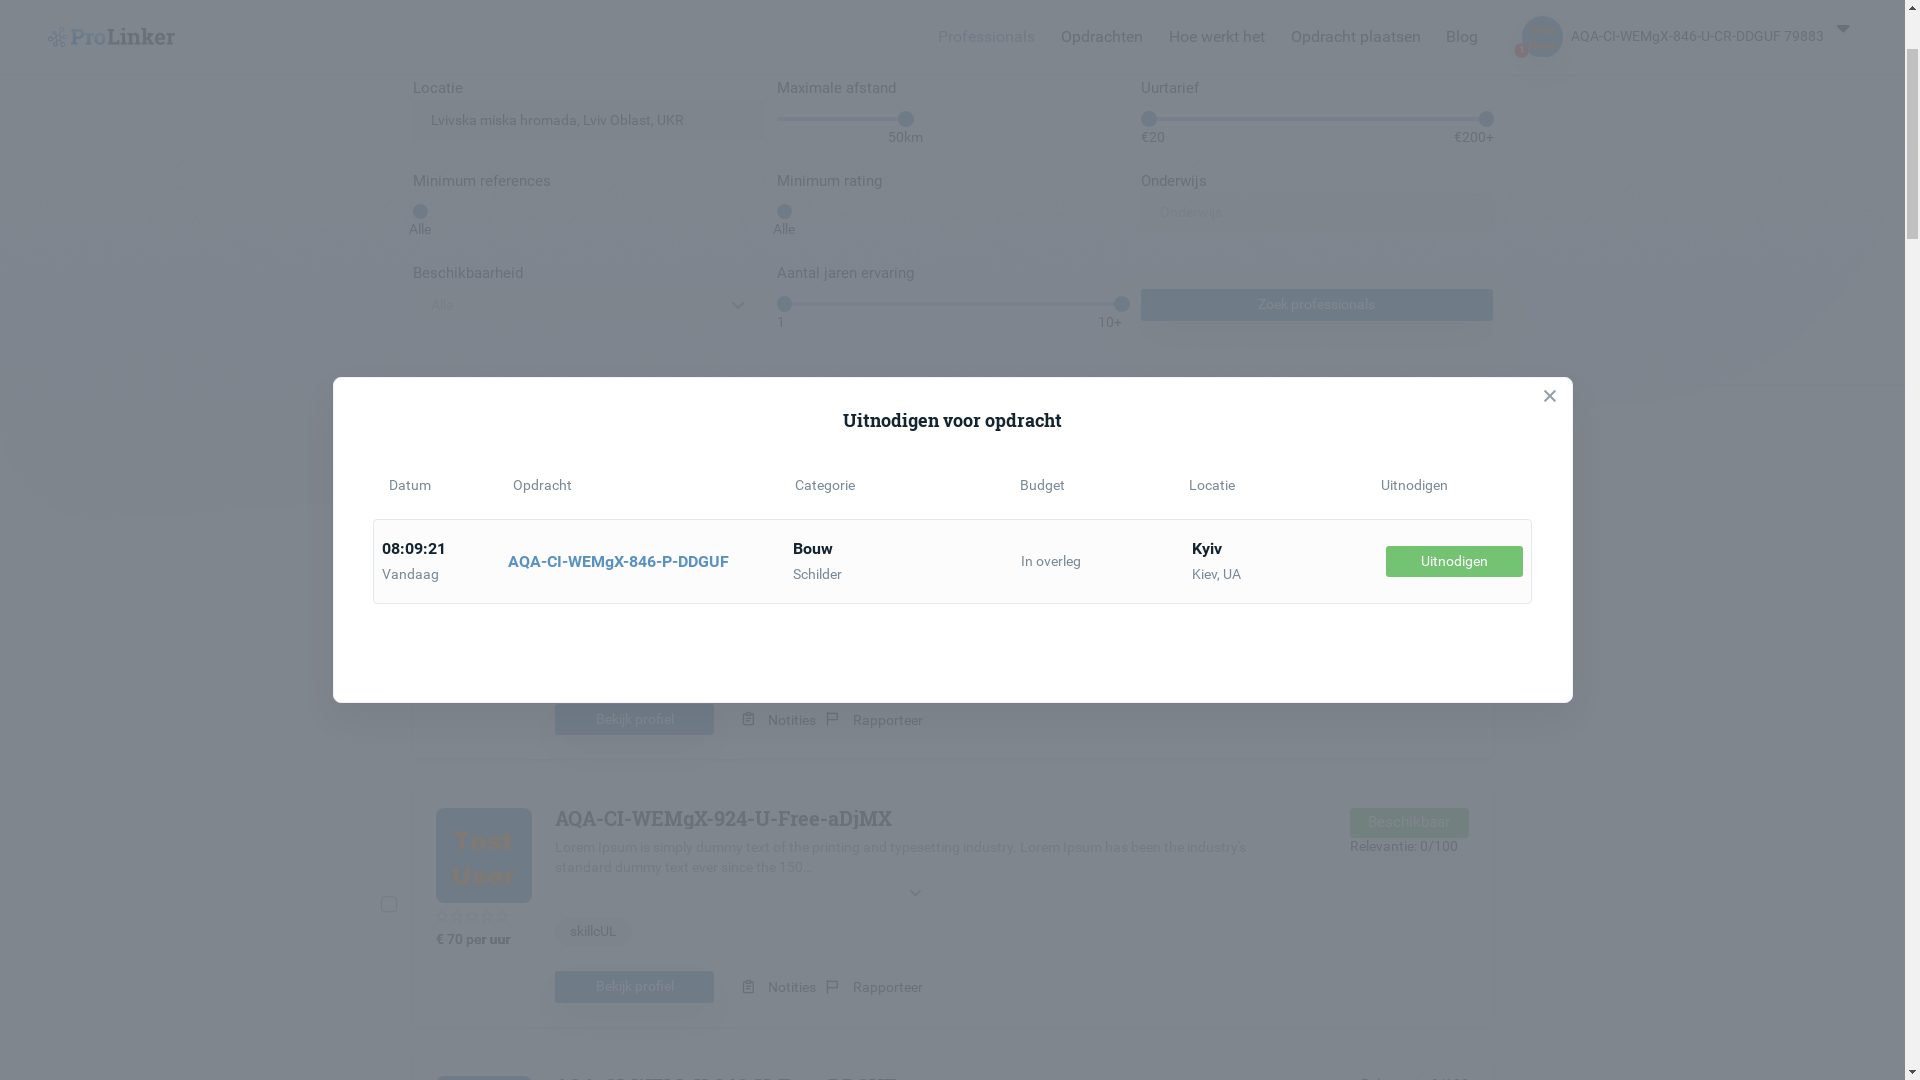 ProLinker
Professionals Opdrachten Hoe werkt het Opdracht plaatsen Blog AQA-CI-WEMgX-846-U-CR-DDGUF 79883
Locatie Maximale afstand Uurtarief
Lvivska miska hromada, Lviv Oblast, UKR
50km €20 €200+
Minimum references Minimum rating Onderwijs
Onderwijs
Alle Alle
Beschikbaarheid Aantal jaren ervaring
Alle Zoek professionals
1 10+
Uitnodigen voor opdracht
Datum Opdracht Categorie Budget Locatie Uitnodigen
08:09:21 Bouw Kyiv
AQA-CI-WEMgX-846-P-DDGUF In overleg Uitnodigen
Vandaag Schilder Kiev, UA
Bekijk profiel Notities Rapporteer
AQA-CI-WEMgX-924-U-Free-aDjMX Beschikbaar
Test
User
Lorem Ipsum is simply dummy text of the printing and typesetting industry. Lorem Ipsum has been the industry's Relevantie: 0/100
standard dummy text ever since the 150...
skillcUL
€ 70 per uur
Bekijk profiel Notities Rapporteer